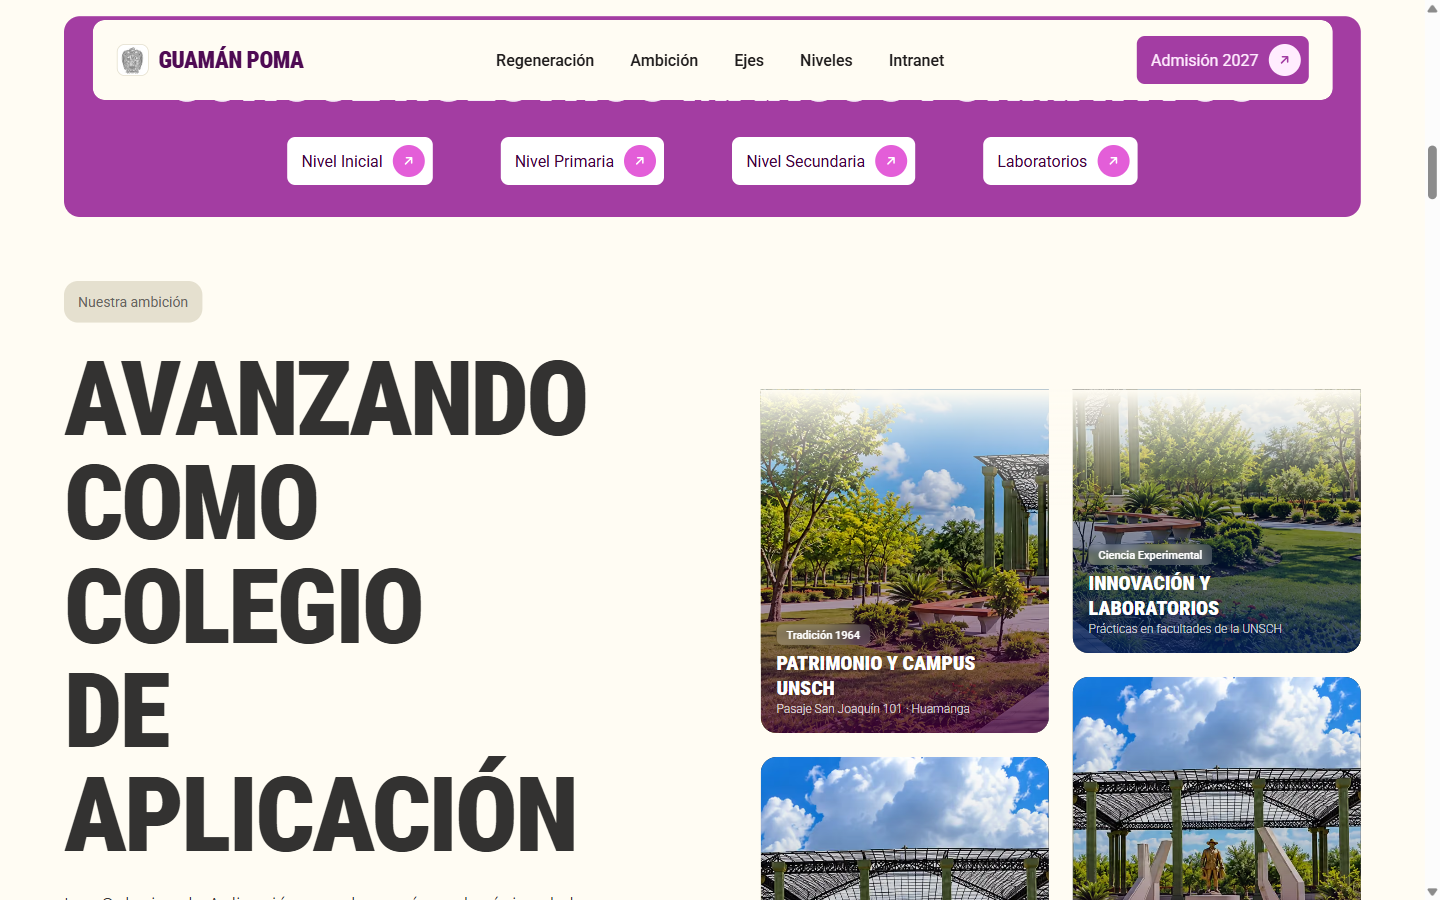 GUAMÁN POMA
Regeneración
Ambición
Ejes
Niveles
Intranet
Admisión 2027
Nivel Inicial
Nivel Primaria
Nivel Secundaria
Laboratorios
Nuestra ambición
AVANZANDO
COMO
COLEGIO
DE
APLICACIÓN
Tradición 1964
PATRIMONIO Y CAMPUS
UNSCH
Pasaje San Joaquín 101 · Huamanga
Ciencia Experimental
INNOVACIÓN Y
LABORATORIOS
Prácticas en facultades de la UNSCH